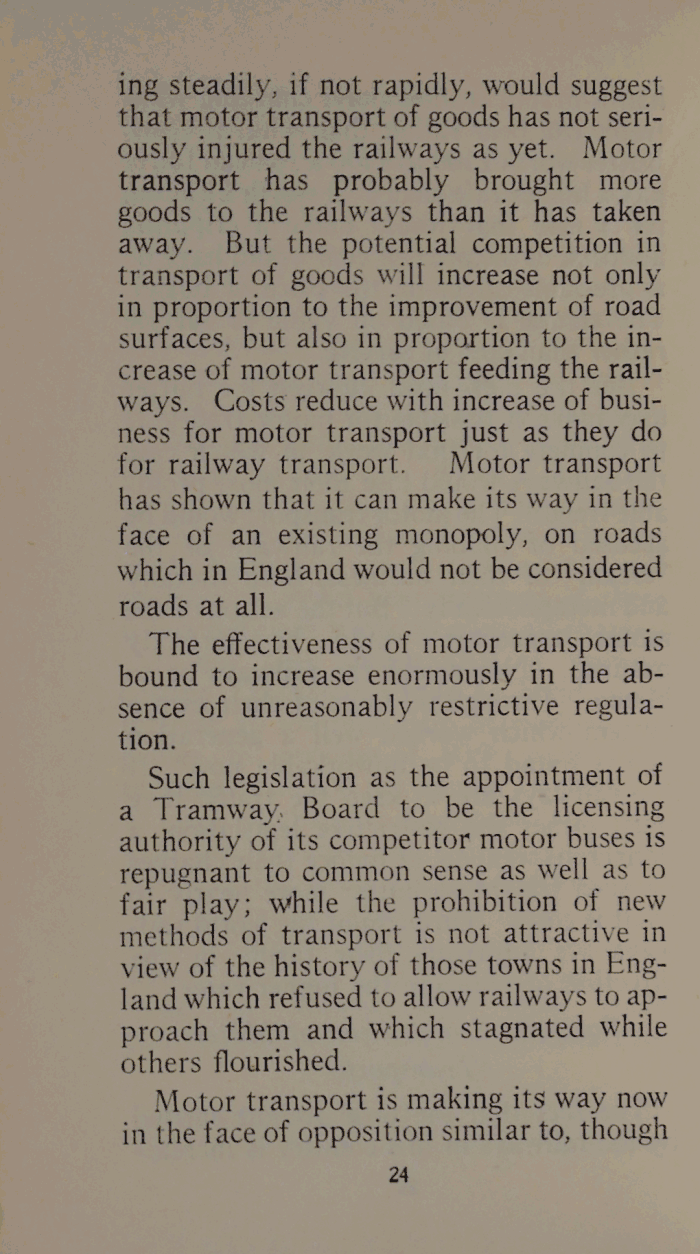 ing steadily, if not rapidly, would suggest
that motor transport of goods has not seri-
ously injured the railways as yet. Motor
transport has probably brought more
goods to the railways than it has taken
away. But the potential competition in
transport of goods will increase not only
in proportion to the improvement of road
surfaces, but also in proportion to the in-
crease of motor transport feeding the rail-
ways. Costs reduce with increase of busi-
ness for motor transport just as they do
for railway transport. Motor transport
has shown that it can make its way in the
face of an existing monopoly, on roads
which in England would not be considered
roads at all.
The effectiveness of motor transport is
bound to increase enormously in the ab-
sence of unreasonably restrictive regula-
tion.
Such legislation as the appointment of
a Tramway Board to be the licensing
authority of its competitor motor buses is
repugnant to common sense as well as to
fair play; while the prohibition of new
methods of transport is not attractive in
view of the history of those towns in Eng-
land which refused to allow railways to ap-
proach them and which stagnated while
others flourished.
Motor transport is making its way now
in the face of opposition similar to, though
24